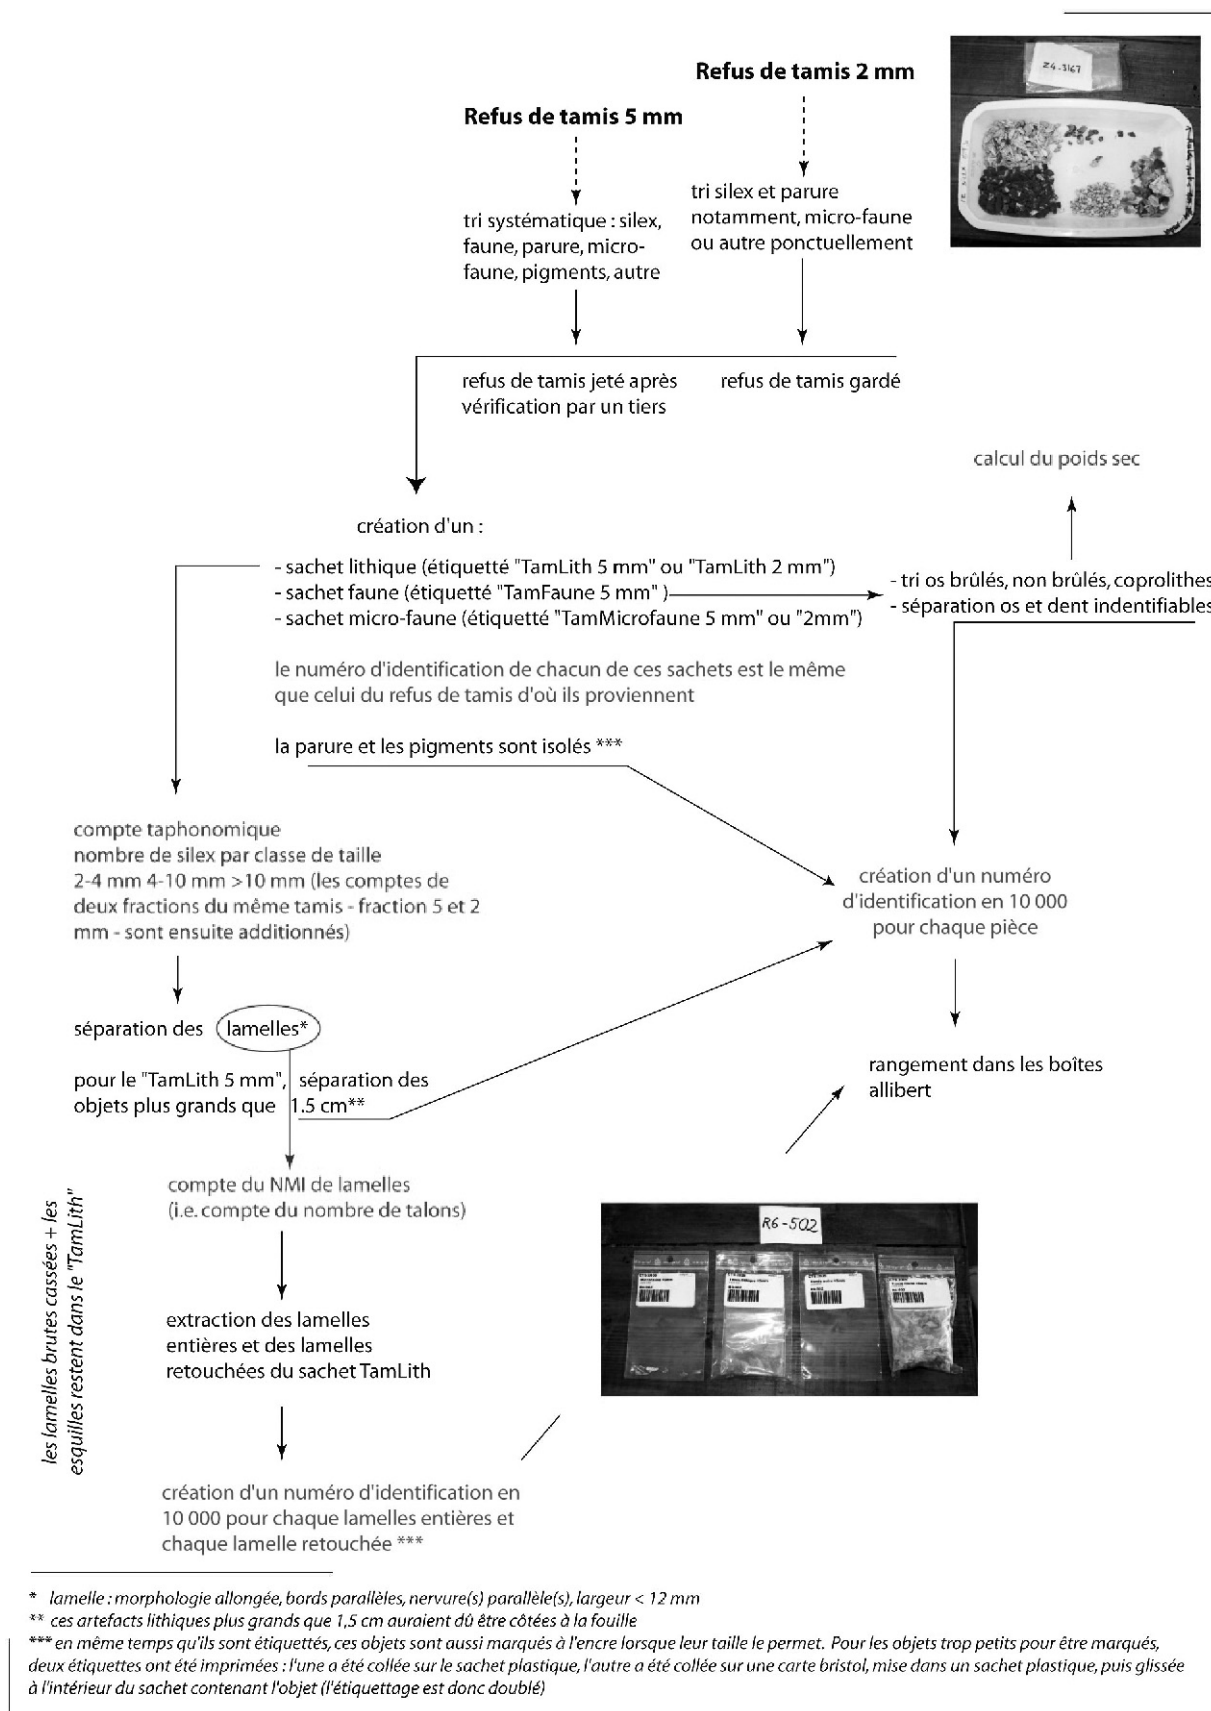 Refus de tamis 2 mm
Z4-3167
Refus de tamis 5 mm
tri silex et parure
notamment, micro-faune
ou autre ponctuellement
tri systématique : silex,
faune, parure, micro-
faune, pigments, autre
refus de tamis jeté après
vérification par un tiers
refus de tamis gardé
calcul du poids sec
création d'un :
- sachet lithique (étiquetté "TamLith 5 mm" ou "TamLith 2 mm")
- sachet faune (étiquetté "TamFaune 5 mm" )
- sachet micro-faune (étiquetté "TamMicrofaune 5 mm" ou "2mm")
- tri os brûlés, non brûlés, coprolithes
- séparation os et dent indentifiables
le numéro d'identification de chacun de ces sachets est le même
que celui du refus de tamis d'où ils proviennent
la parure et les pigments sont isolés ***
compte taphonomique
nombre de silex par classe de taille
2-4 mm 4-10 mm >10 mm (les comptes de
deux fractions du même tamis - fraction 5 et 2
mm - sont ensuite additionnés)
création d'un numéro
d'identification en 10 000
pour chaque pièce
séparation des lamelles*
pour le "TamLith 5 mm", séparation des
objets plus grands que 1.5 cm**
rangement dans les boîtes
allibert
compte du NMI de lamelles
(i.e. compte du nombre de talons)
R6-502
les lamelles brutes cassées + les
esquilles restent dans le "TamLith"
extraction des lamelles
entières et des lamelles
retouchées du sachet TamLith
création d'un numéro d'identification en
10 000 pour chaque lamelles entières et
chaque lamelle retouchée ***
* lamelle : morphologie allongée, bords parallèles, nervure(s) parallèle(s), largeur < 12 mm
** ces artefacts lithiques plus grands que 1,5 cm auraient dû être côtées à la fouille
*** en même temps qu'ils sont étiquettés, ces objets sont aussi marqués à l'encre lorsque leur taille le permet. Pour les objets trop petits pour être marqués,
deux étiquettes ont été imprimées : l'une a été collée sur le sachet plastique, l'autre a été collée sur une carte bristol, mise dans un sachet plastique, puis glissée
à l'intérieur du sachet contenant l'objet (l'étiquettage est donc doublé)